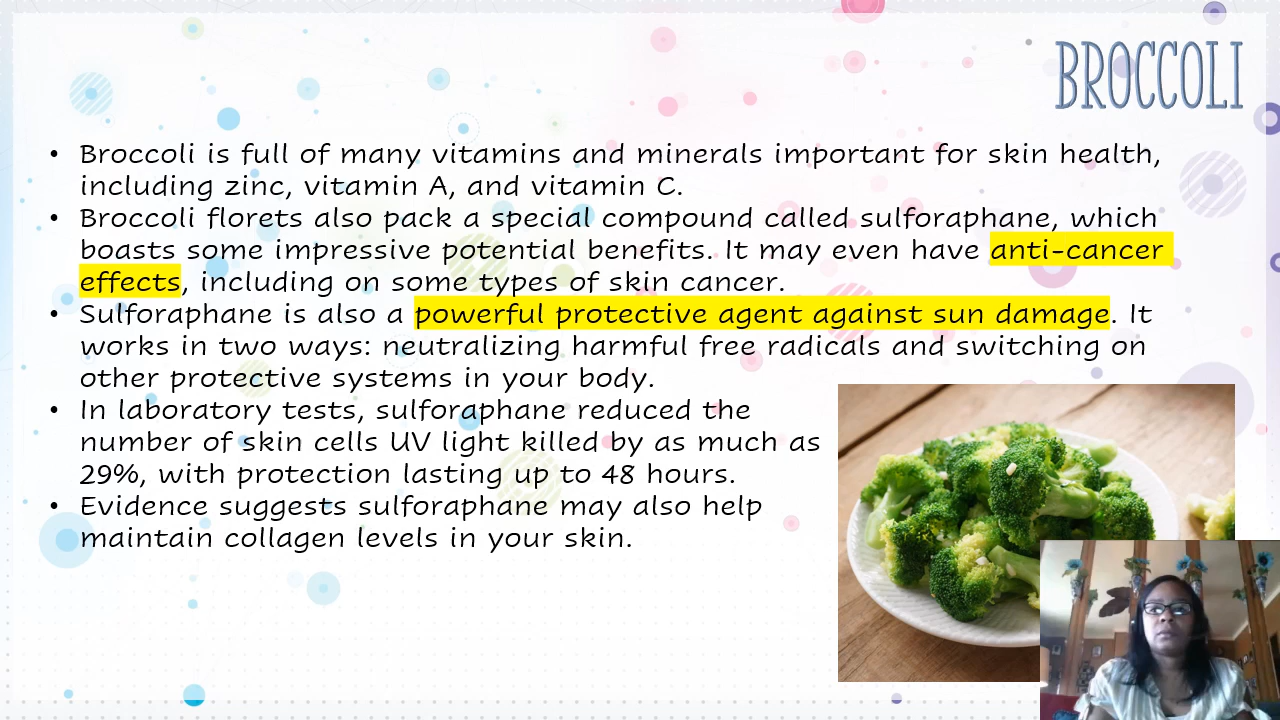 BROCCOLI
• Broccoli is full of many vitamins and minerals important for skin health,
including zinc, vitamin A, and vitamin C.
• Broccoli florets also pack a special compound called sulforaphane, which
boasts some impressive potential benefits. It may even have anti-cancer
effects, including on some types of skin cancer.
• Sulforaphane is also a powerful protective agent against sun damage. It
works in two ways: neutralizing harmful free radicals and switching on
other protective systems in your body.
• In laboratory tests, sulforaphane reduced the
number of skin cells UV light killed by as much as
29%, with protection lasting up to 48 hours.
• Evidence suggests sulforaphane may also help
maintain collagen levels in your skin.